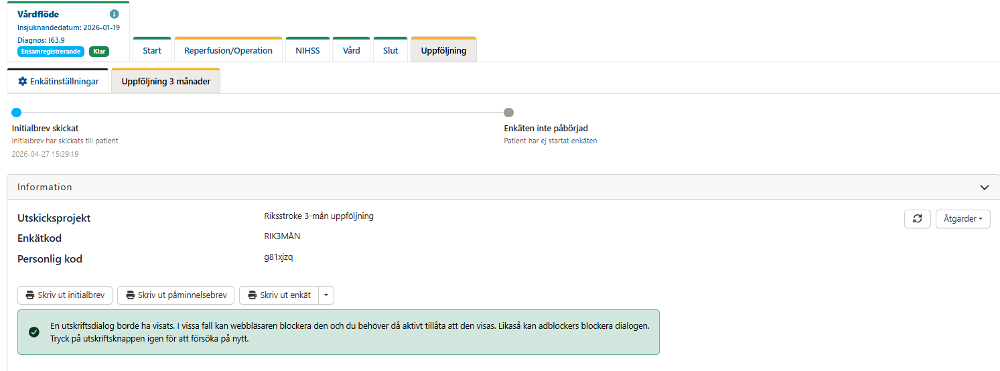 Vårdflöde
Insjuknandedatum: 2026-01-19
Diagnos: I63.9
Ensamregistrerande Klar
Start Reperfusion/Operation NIHSS Vård Slut Uppföljning
Enkätinställningar Uppföljning 3 månader
Initialbrev skickat
Initialbrev har skickats till patient
2026-04-27 15:29:19
Enkäten inte påbörjad
Patient har ej startat enkäten
Information
Utskicksprojekt Riksstroke 3-mån uppföljning
Åtgärder
Enkätkod RIK3MÅN
Personlig kod g81xjzq
Skriv ut initialbrev Skriv ut påminnelsebrev Skriv ut enkät
En utskriftsdialog borde ha visats. I vissa fall kan webbläsaren blockera den och du behöver då aktivt tillåta att den visas. Likaså kan adblockers blockera dialogen.
Tryck på utskriftsknappen igen för att försöka på nytt.